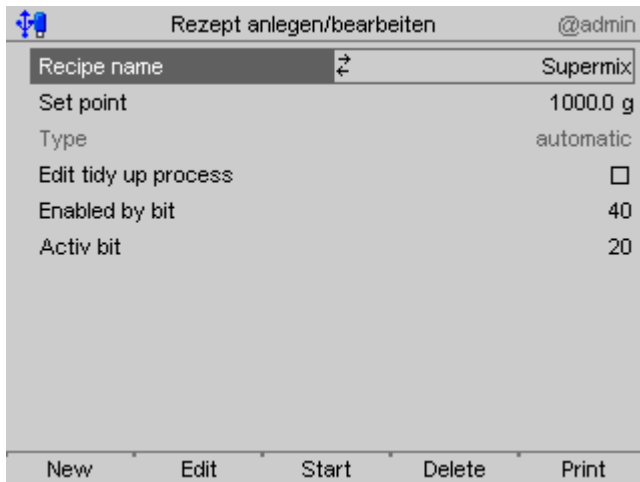 Rezept anlegen/bearbeiten @admin
Recipe name Supermix
Set point 1000.0 g
Type automatic
Edit tidy up process
Enabled by bit 40
Activ bit 20
New Edit Start Delete Print